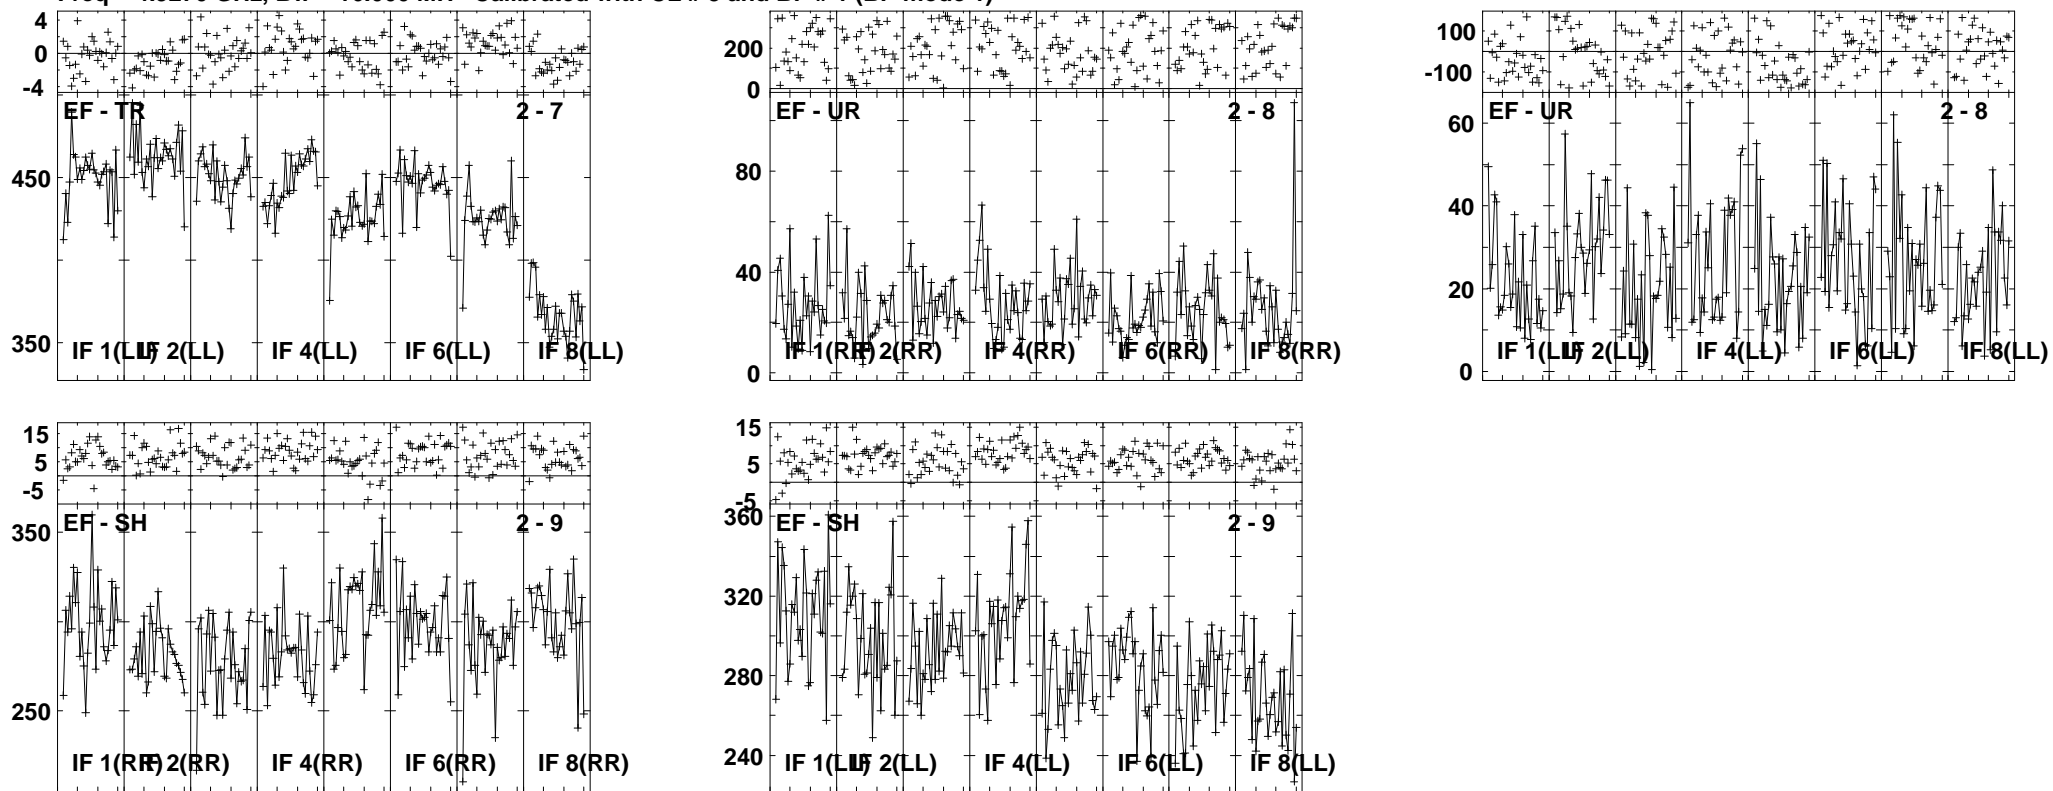 4
0
-4
EF - TR
2 - 7
450
350
IF 1(LL)
IF 2(LL)
IF 4(LL)
IF 6(LL)
IF 8(LL)
200
0
EF - UR
2 - 8
80
40
0
IF 1(RR)
IF 2(RR)
IF 4(RR)
IF 6(RR)
IF 8(RR)
100
-100
EF - UR
2 - 8
60
40
20
0
IF 1(LL)
IF 2(LL)
IF 4(LL)
IF 6(LL)
IF 8(LL)
15
5
-5
EF - SH
2 - 9
350
250
IF 1(RR)
IF 2(RR)
IF 4(RR)
IF 6(RR)
IF 8(RR)
15
5
-5
EF - SH
2 - 9
360
320
280
240
IF 1(LL)
IF 2(LL)
IF 4(LL)
IF 6(LL)
IF 8(LL)